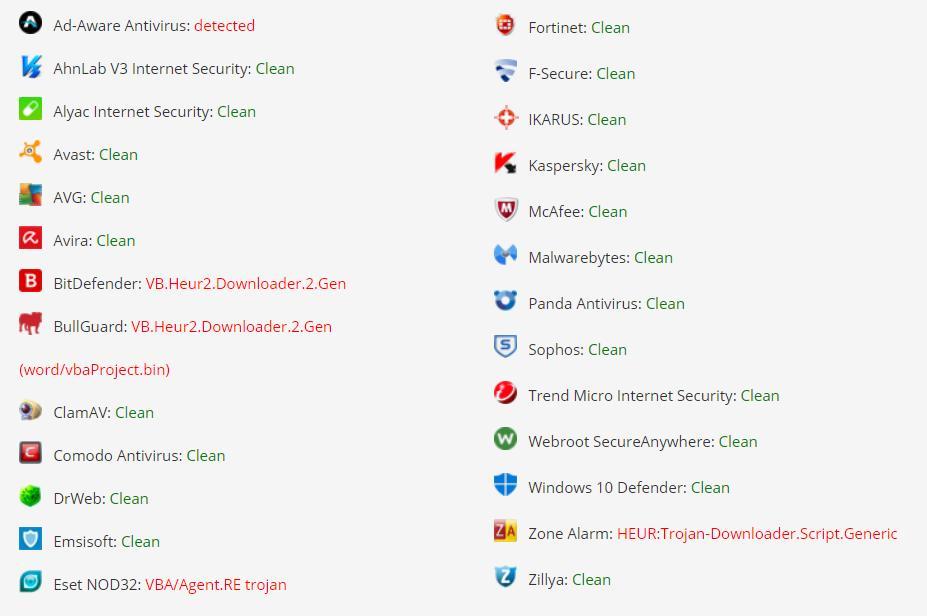 Ad-Aware Antivirus: detected
AhnLab V3 Internet Security: Clean
Alyac Internet Security: Clean
Avast: Clean
AVG: Clean
Avira: Clean
BitDefender: VB.Heur2.Downloader.2.Gen
BullGuard: VB.Heur2.Downloader.2.Gen
(word/vbaProject.bin)
ClamAV: Clean
Comodo Antivirus: Clean
DrWeb: Clean
Emsisoft: Clean
Eset NOD32: VBA/Agent.RE trojan
Fortinet: Clean
F-Secure: Clean
IKARUS: Clean
Kaspersky: Clean
McAfee: Clean
Malwarebytes: Clean
Panda Antivirus: Clean
Sophos: Clean
Trend Micro Internet Security: Clean
Webroot SecureAnywhere: Clean
Windows 10 Defender: Clean
Zone Alarm: HEUR:Trojan-Downloader.Script.Generic
Zillya: Clean